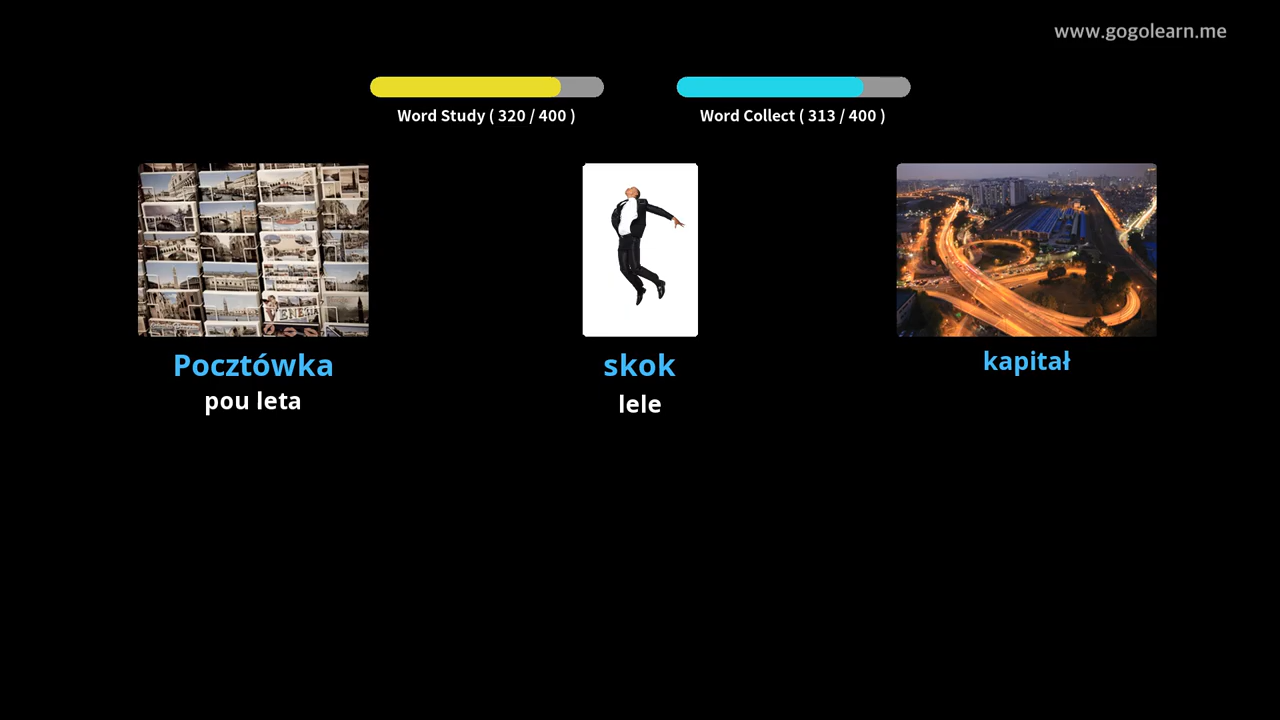 www.gogolearn.me
Word Study ( 320 / 400 )
Word Collect ( 313 / 400 )
Pocztówka
pou leta
skok
lele
kapitał